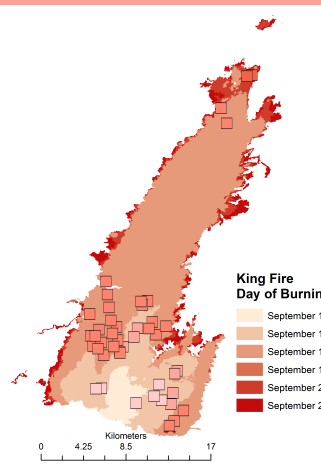 King Fire
Day of Burnin
September 1
September 1
September 1
September 1
September 2
September 2
Kilometers
0 4.25 8.5 17